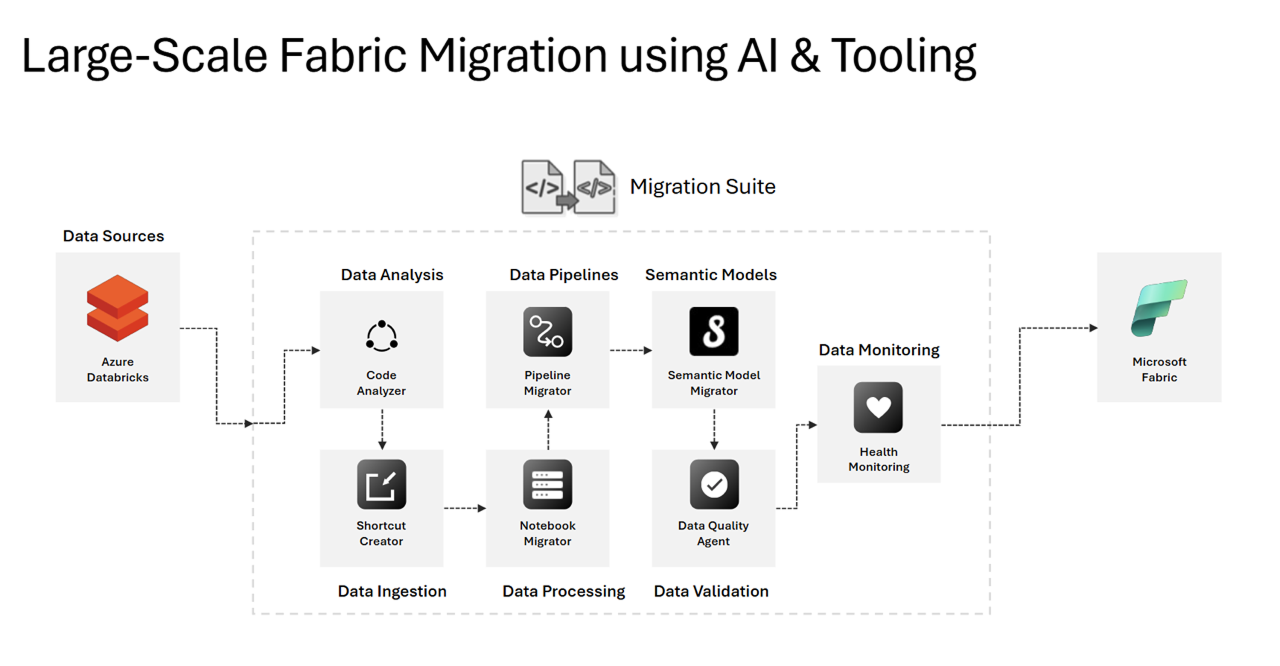 Large-Scale Fabric Migration using AI & Tooling
</> </> Migration Suite
Data Sources
Azure
Databricks
Data Analysis
Code
Analyzer
Shortcut
Creator
Data Ingestion
Data Pipelines
Pipeline
Migrator
Notebook
Migrator
Data Processing
Semantic Models
S
Semantic Model
Migrator
Data Quality
Agent
Data Validation
Data Monitoring
Health
Monitoring
Microsoft
Fabric